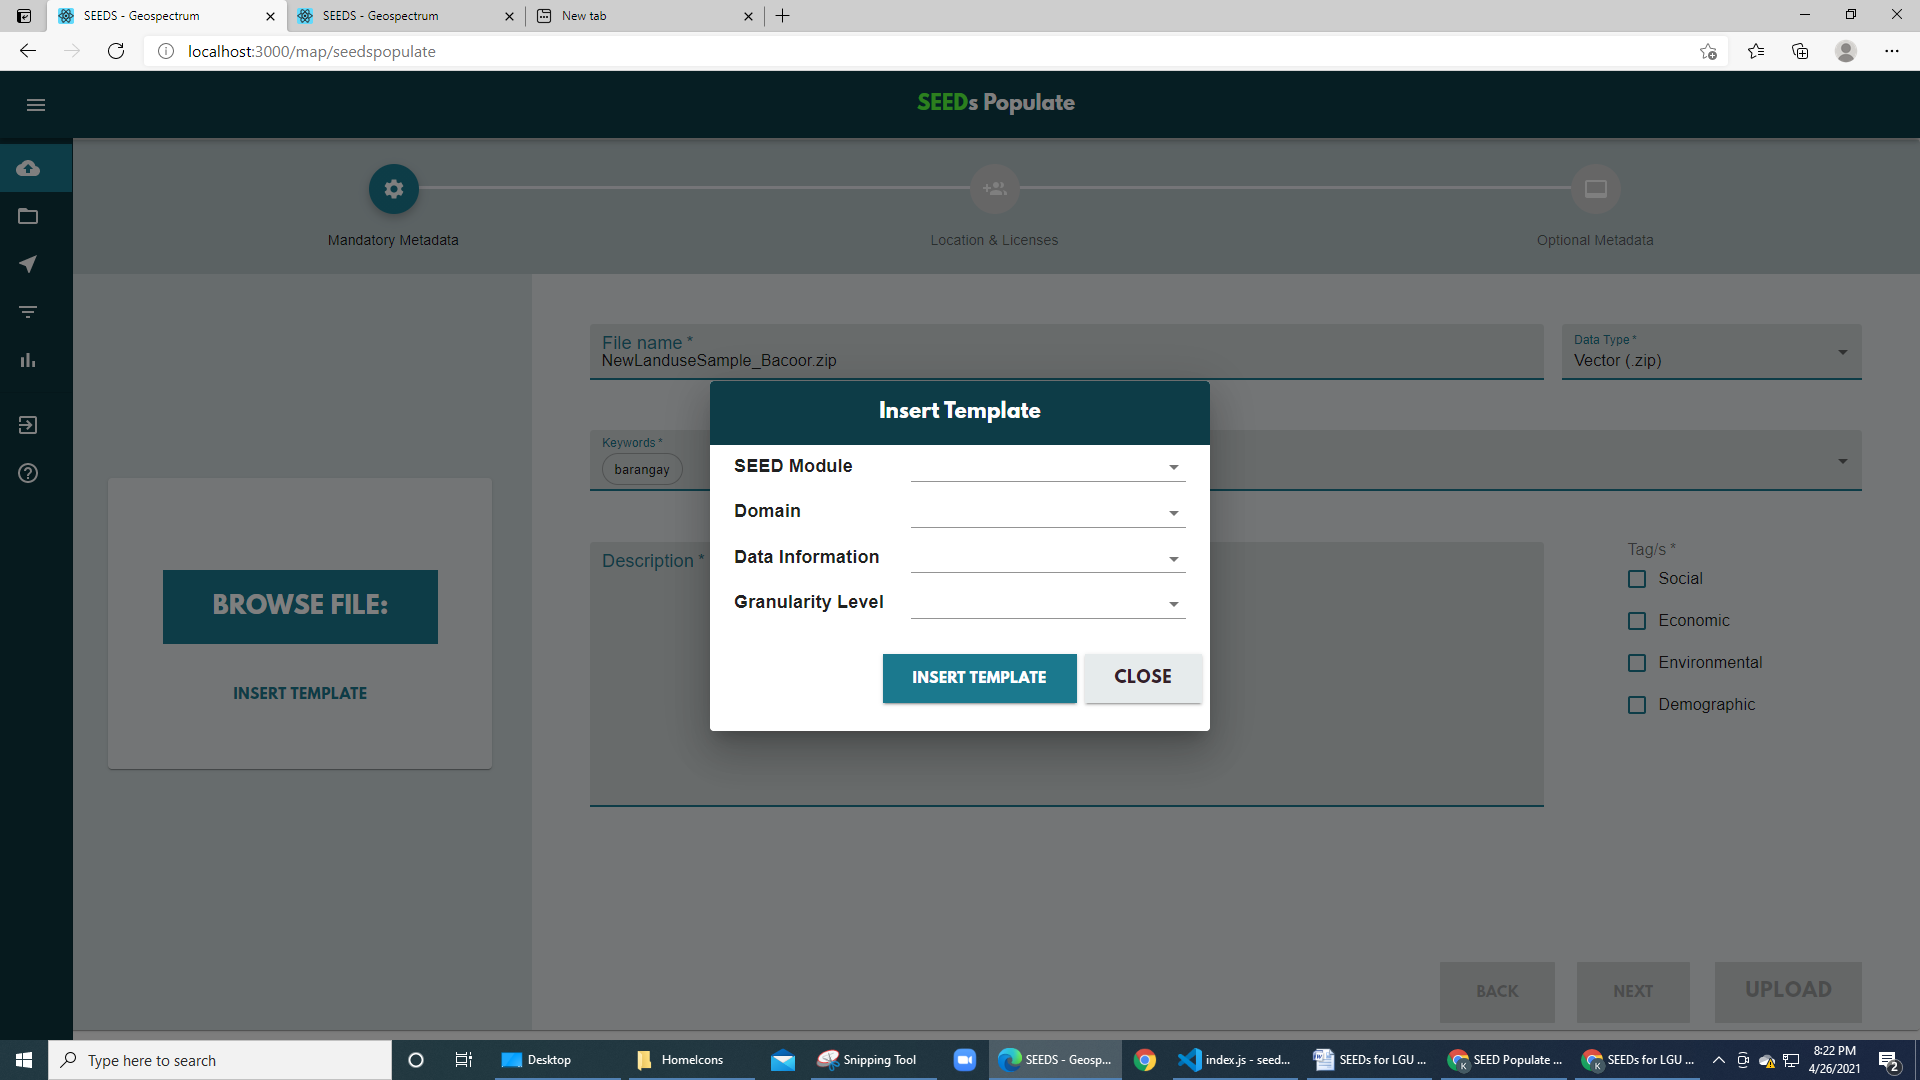 SEEDS - Geospectrum
SEEDS - Geospectrum
New tab
localhost:3000/map/seedspopulate
SEEDs Populate
Mandatory Metadata
Location & Licenses
Optional Metadata
File name *
NewLanduseSample_Bacoor.zip
Data Type *
Vector (.zip)
Keywords *
barangay
Insert Template
SEED Module
Domain
Data Information
Granularity Level
INSERT TEMPLATE
CLOSE
Description *
Tag/s *
Social
Economic
Environmental
Demographic
BROWSE FILE:
INSERT TEMPLATE
BACK
NEXT
UPLOAD
Type here to search
Desktop
HomeIcons
Snipping Tool
SEEDS - Geosp...
index.js - seed...
SEEDs for LGU ...
K
SEED Populate ...
K
SEEDs for LGU ...
8:22 PM
4/26/2021
2